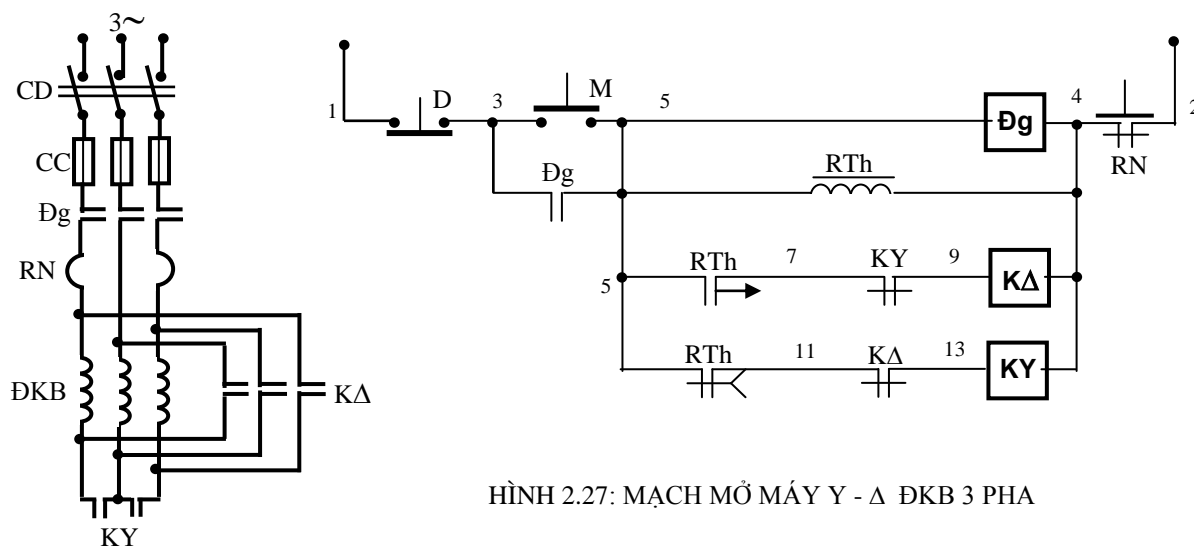 3~
CD
CC
Đg
RN
ĐKB
KΔ
KY
1
D
3
M
5
Đg
4
2
RN
Đg
RTh
5
RTh
7
KY
9
KΔ
RTh
11
KΔ
13
KY
HÌNH 2.27: MẠCH MỞ MÁY Y - Δ ĐKB 3 PHA